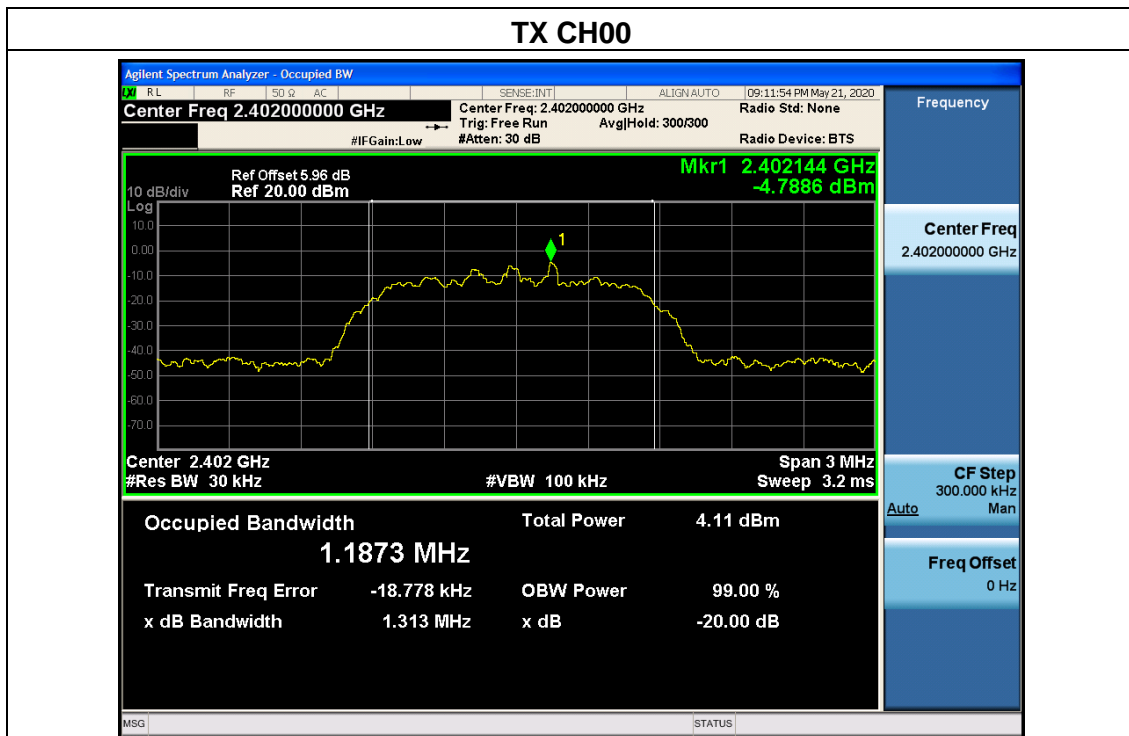 TX CH00
Agilent Spectrum Analyzer - Occupied BW
LXI RL RF 50 Ω AC SENSE:INT ALIGN AUTO 09:11:54 PM May 21, 2020
Center Freq 2.402000000 GHz
Center Freq: 2.402000000 GHz
Radio Std: None
Trig: Free Run Avg|Hold: 300/300
#IFGain:Low
#Atten: 30 dB
Radio Device: BTS
Frequency
Mkr1 2.402144 GHz
-4.7886 dBm
Ref Offset 5.96 dB
10 dB/div Ref 20.00 dBm
Log
10.0
0.00
-10.0
-20.0
-30.0
-40.0
-50.0
-60.0
-70.0
1
Center 2.402 GHz
Span 3 MHz
#Res BW 30 kHz
#VBW 100 kHz
Sweep 3.2 ms
Center Freq
2.402000000 GHz
CF Step
300.000 kHz
Auto Man
Freq Offset
0 Hz
Occupied Bandwidth
1.1873 MHz
Total Power 4.11 dBm
Transmit Freq Error -18.778 kHz
OBW Power 99.00 %
x dB Bandwidth 1.313 MHz
x dB -20.00 dB
MSG
STATUS